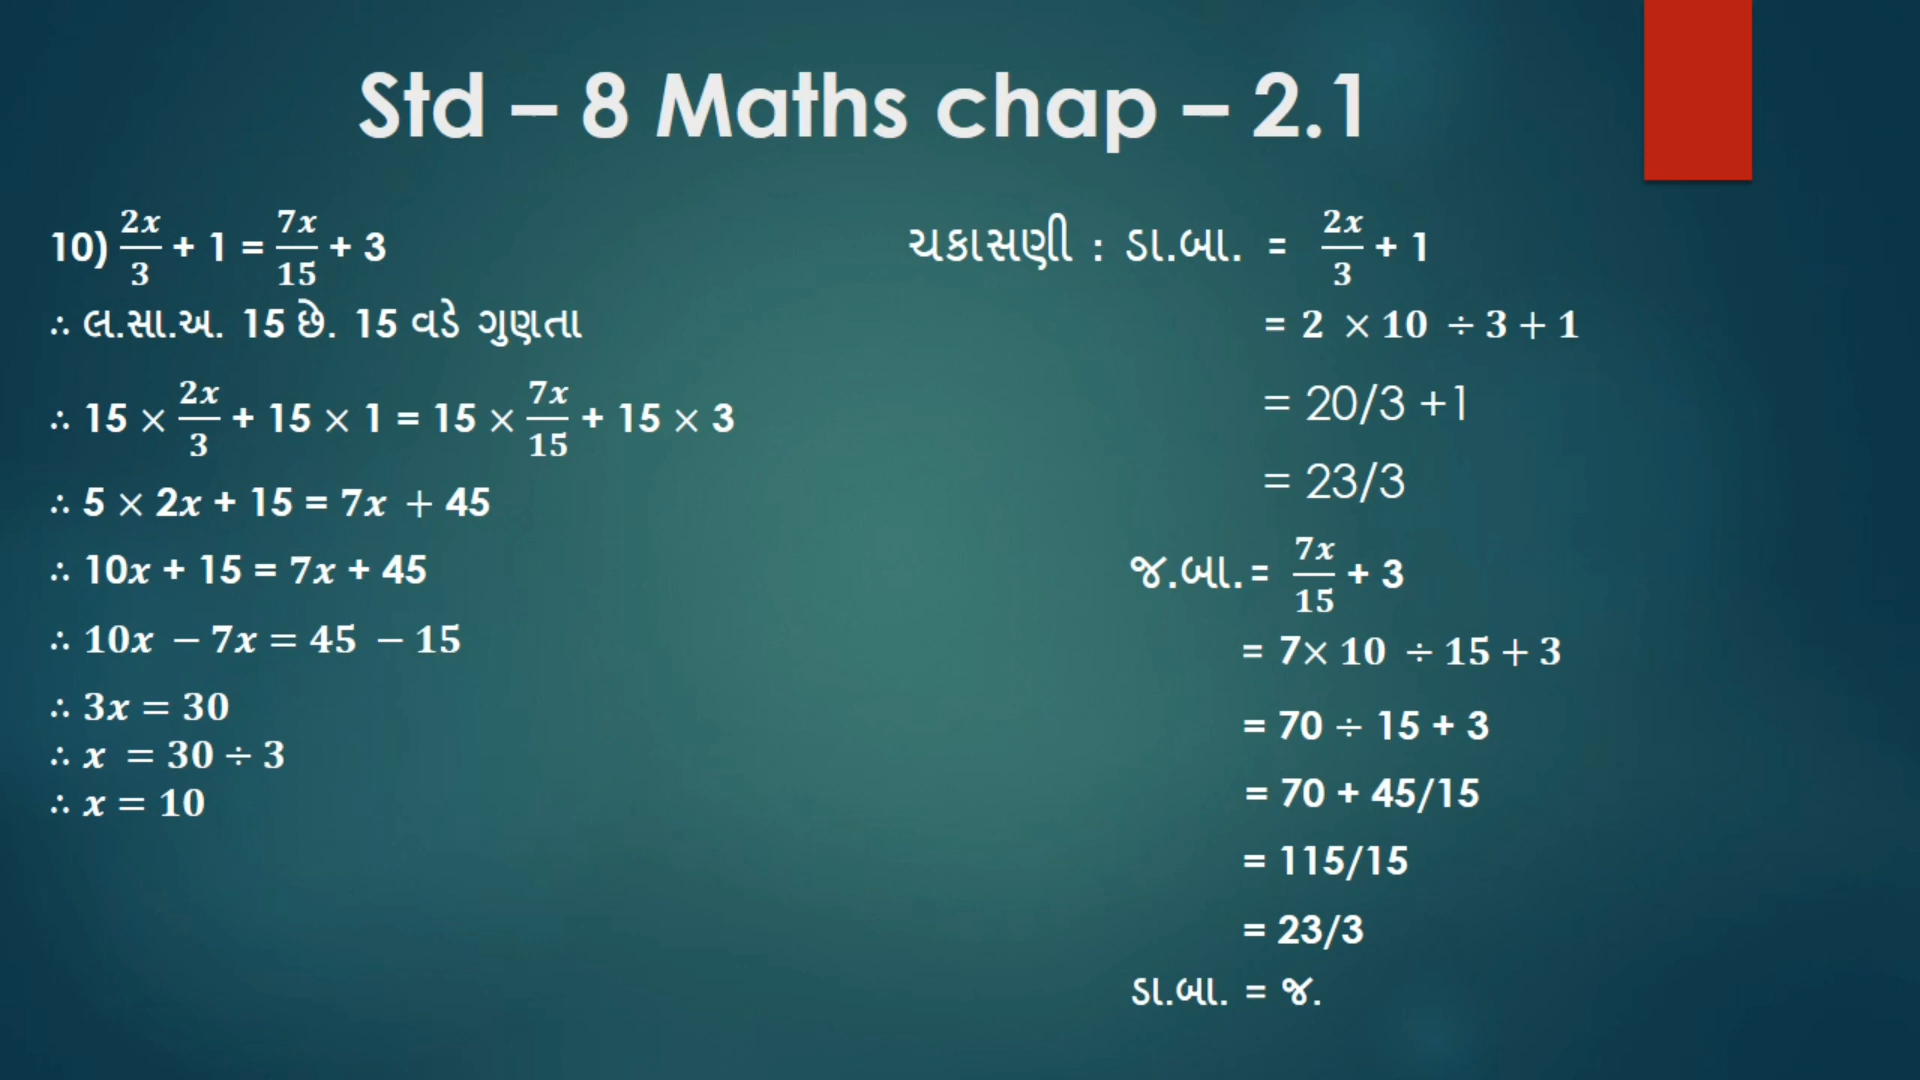 Std – 8 Maths chap – 2.1
10) 2x/3 + 1 = 7x/15 + 3
∴ લ.સા.અ. 15 છે. 15 વડે ગુણતા
∴ 15 × 2x/3 + 15 × 1 = 15 × 7x/15 + 15 × 3
∴ 5 × 2x + 15 = 7x + 45
∴ 10x + 15 = 7x + 45
∴ 10x − 7x = 45 − 15
∴ 3x = 30
∴ x = 30 ÷ 3
∴ x = 10
ચકાસણી : ડા.બા. = 2x/3 + 1
= 2 × 10 ÷ 3 + 1
= 20/3 +1
= 23/3
જ.બા.= 7x/15 + 3
= 7× 10 ÷ 15 + 3
= 70 ÷ 15 + 3
= 70 + 45/15
= 115/15
= 23/3
ડા.બા. = જ.